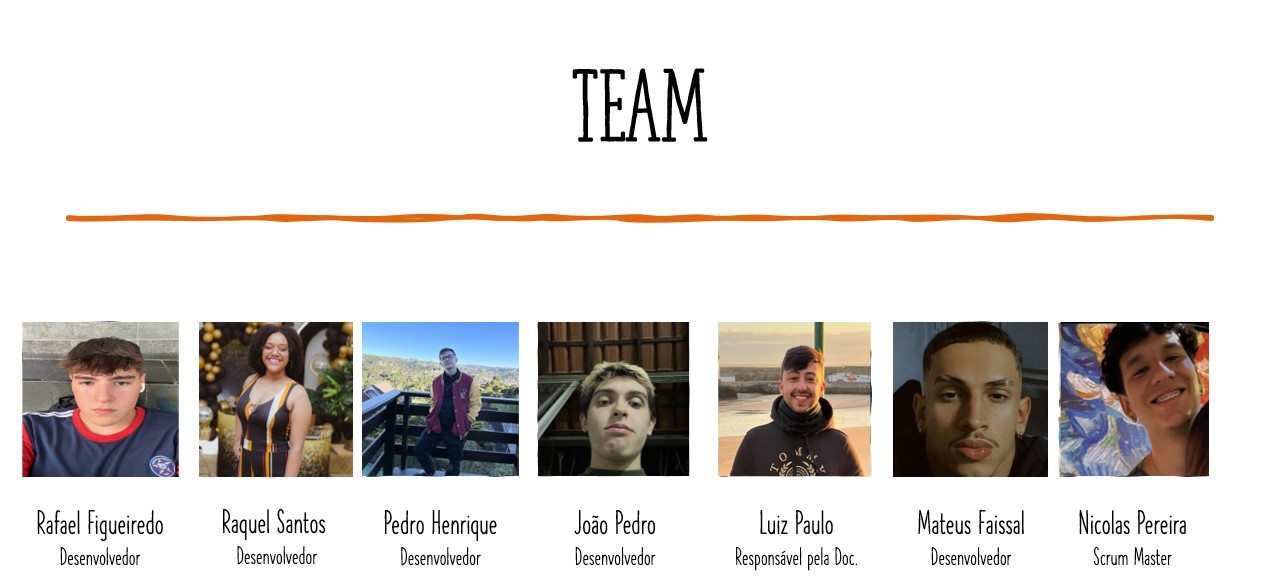 TEAM
Rafael Figueiredo
Desenvolvedor
Raquel Santos
Desenvolvedor
Pedro Henrique
Desenvolvedor
João Pedro
Desenvolvedor
TOMMY
Luiz Paulo
Responsável pela Doc.
Mateus Faissal
Desenvolvedor
Nicolas Pereira
Scrum Master